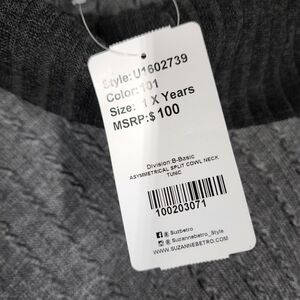 Style: U1602739
Color: 101
Size: 1 X Years
MSRP:$ 100
Division:B-Basic
ASYMMETRICAL SPLIT COWL NECK
TUNIC
100203071
Suzbetro
@Suzannebetro_Style
WWW.SUZANNEBETRO.COM